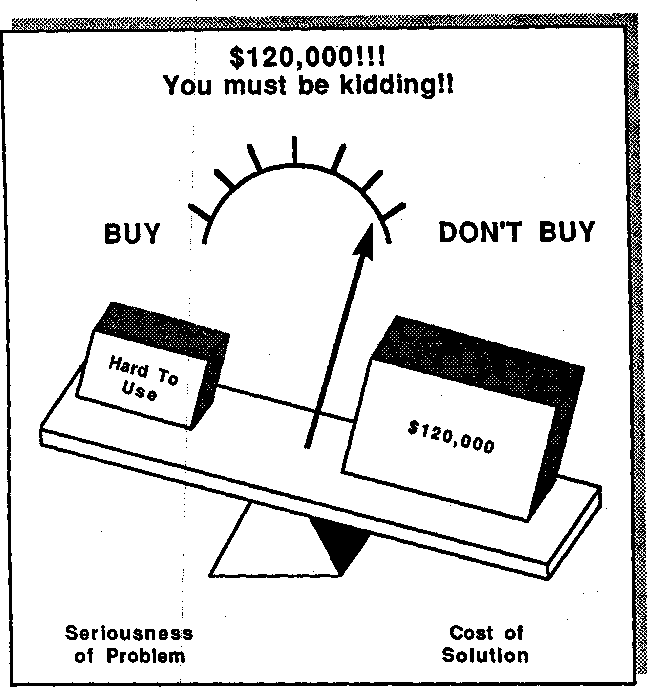 $120,000!!!
You must be kidding!!
BUY
DON'T BUY
Hard To
Use
$120,000
Seriousness
of Problem
Cost of
Solution